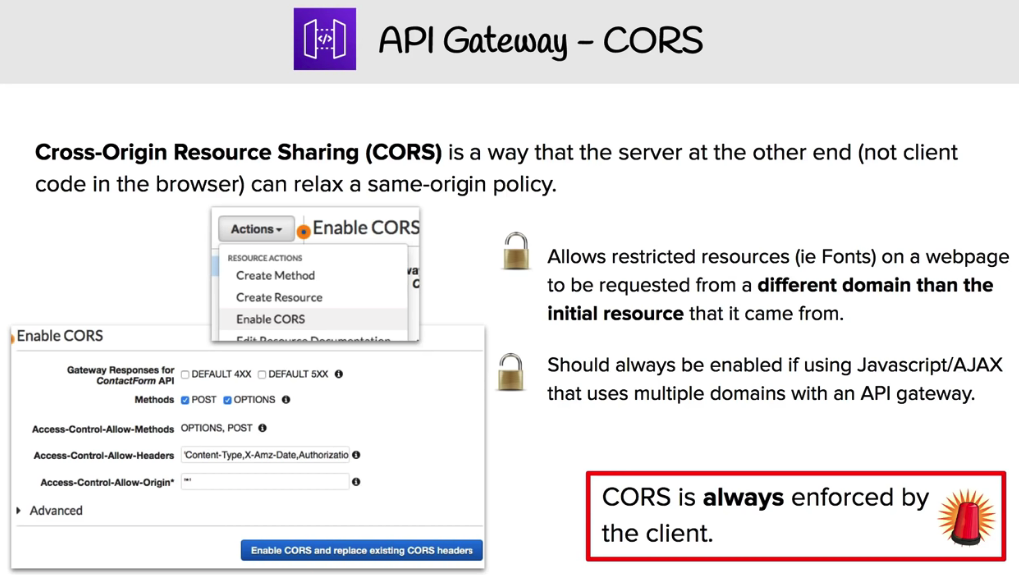 API Gateway – CORS
Cross-Origin Resource Sharing (CORS) is a way that the server at the other end (not client
code in the browser) can relax a same-origin policy.
Actions
Enable CORS
RESOURCE ACTIONS
Create Method
Create Resource
Enable CORS
Edit Resource Documentation
Enable CORS
Gateway Responses for
ContactForm API
DEFAULT 4XX DEFAULT 5XX
Methods POST OPTIONS
Access-Control-Allow-Methods OPTIONS, POST
Access-Control-Allow-Headers 'Content-Type,X-Amz-Date,Authorizatio
Access-Control-Allow-Origin* '*'
Advanced
Enable CORS and replace existing CORS headers
Allows restricted resources (ie Fonts) on a webpage
to be requested from a different domain than the
initial resource that it came from.
Should always be enabled if using Javascript/AJAX
that uses multiple domains with an API gateway.
CORS is always enforced by
the client.